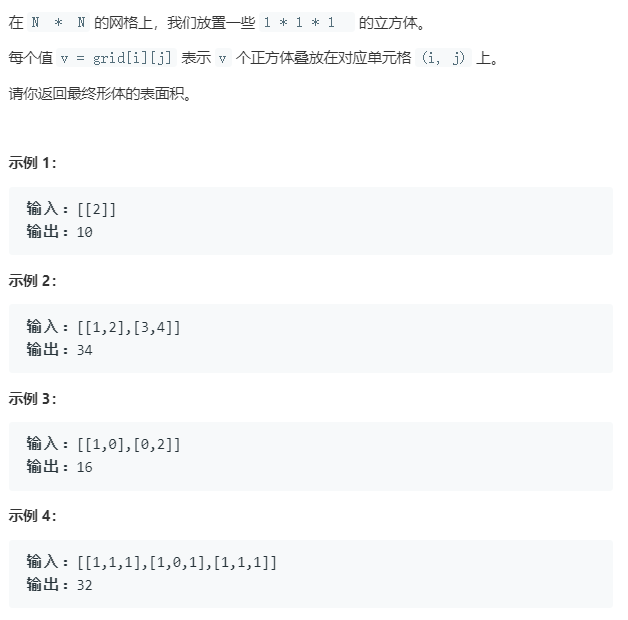 在 N * N 的网格上，我们放置一些 1 * 1 * 1 的立方体。
每个值 v = grid[i][j] 表示 v 个正方体叠放在对应单元格 (i, j) 上。
请你返回最终形体的表面积。
示例 1：
输入：[[2]]
输出：10
示例 2：
输入：[[1,2],[3,4]]
输出：34
示例 3：
输入：[[1,0],[0,2]]
输出：16
示例 4：
输入：[[1,1,1],[1,0,1],[1,1,1]]
输出：32